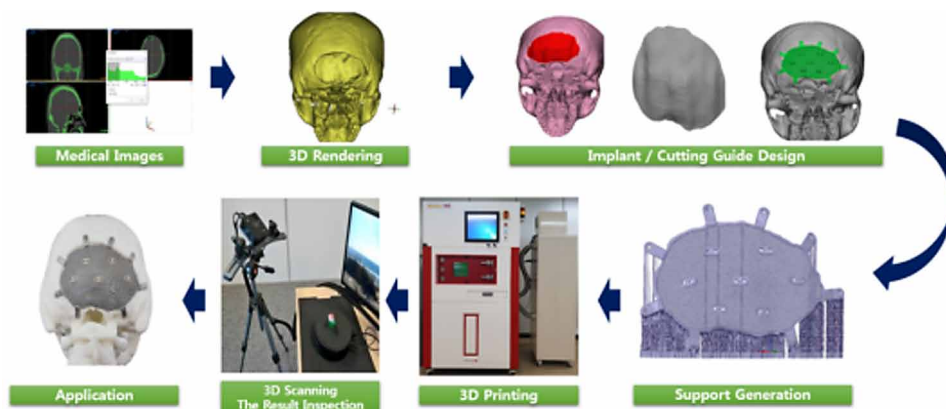 Medical Images
3D Rendering
Implant / Cutting Guide Design
Application
3D Scanning
The Result Inspection
3D Printing
Support Generation